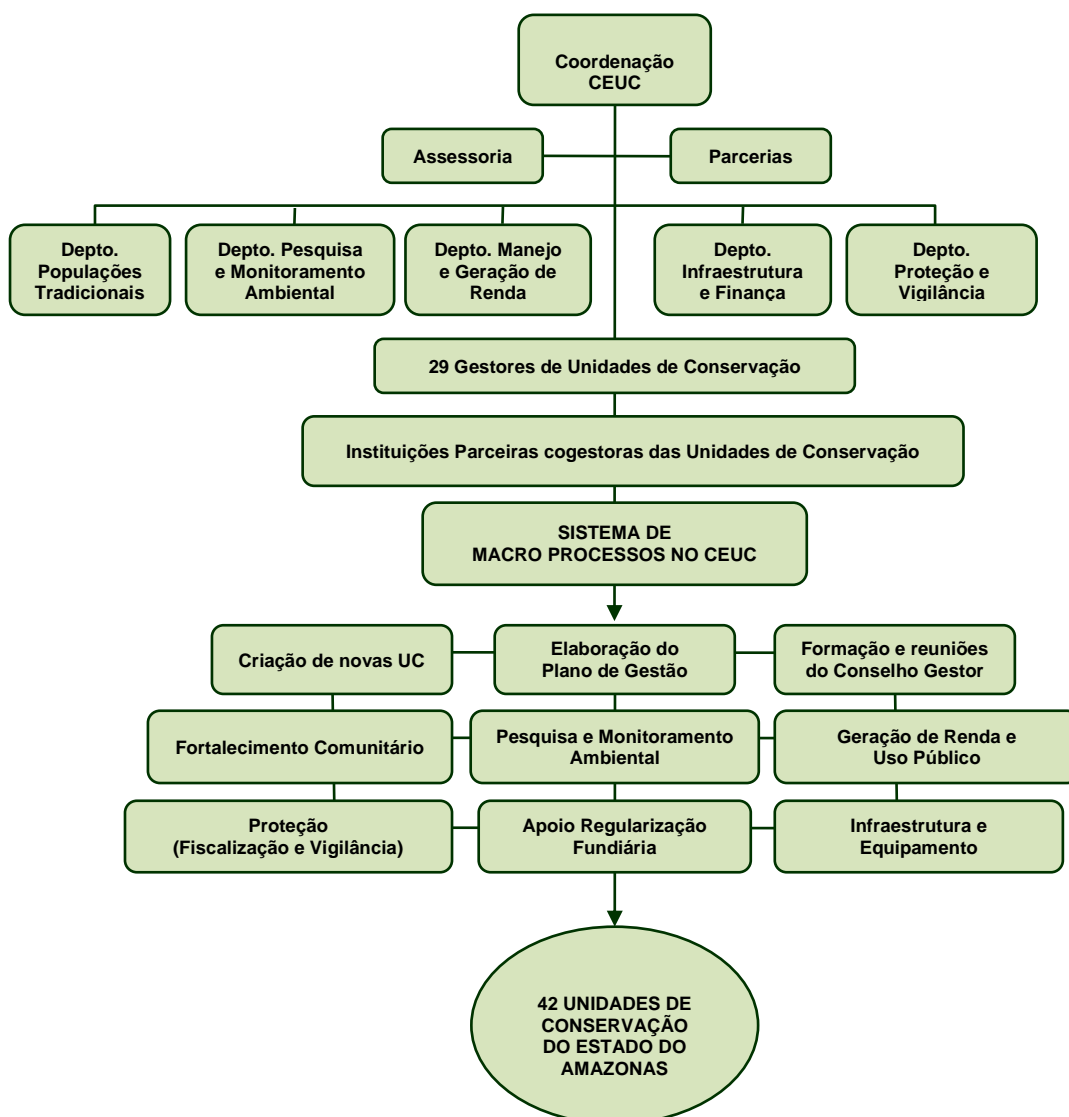 Coordenação
CEUC
Assessoria
Parcerias
Depto.
Populações
Tradicionais
Depto. Pesquisa
e Monitoramento
Ambiental
Depto. Manejo
e Geração de
Renda
Depto.
Infraestrutura
e Finança
Depto.
Proteção e
Vigilância
29 Gestores de Unidades de Conservação
Instituições Parceiras cogestoras das Unidades de Conservação
SISTEMA DE
MACRO PROCESSOS NO CEUC
Criação de novas UC
Elaboração do
Plano de Gestão
Formação e reuniões
do Conselho Gestor
Fortalecimento Comunitário
Pesquisa e Monitoramento
Ambiental
Geração de Renda e
Uso Público
Proteção
(Fiscalização e Vigilância)
Apoio Regularização
Fundiária
Infraestrutura e
Equipamento
42 UNIDADES DE
CONSERVAÇÃO
DO ESTADO DO
AMAZONAS